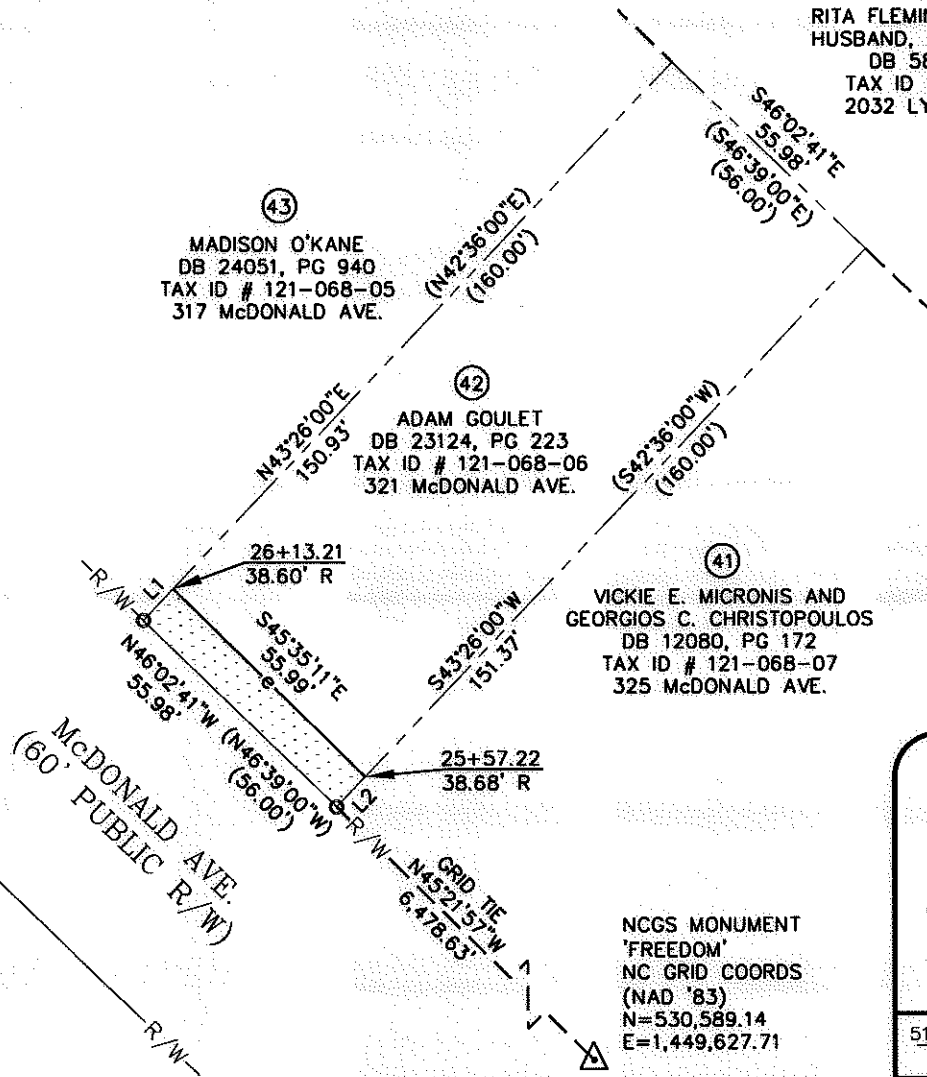 RITA FLEMIN
HUSBAND,
DB 58
TAX ID
2032 LY
S46°02'41"E
55.98'
(S46°39'00"E)
(56.00')
43
MADISON O'KANE
DB 24051, PG 940
TAX ID # 121-068-05
317 McDONALD AVE.
(N42°36'00"E)
(160.00')
N43°26'00"E
150.93'
42
ADAM GOULET
DB 23124, PG 223
TAX ID # 121-068-06
321 McDONALD AVE.
(S42°36'00"W)
(160.00')
S43°26'00"W
151.37'
41
VICKIE E. MICRONIS AND
GEORGIOS C. CHRISTOPOULOS
DB 12080, PG 172
TAX ID # 121-068-07
325 McDONALD AVE.
26+13.21
38.60' R
L1
R/W
S45°35'11"E
55.99'
e
N46°02'41"W (N46°39'00"W)
55.98' (56.00')
25+57.22
38.68' R
L2
R/W
McDONALD AVE.
(60' PUBLIC R/W)
GRID TIE
N45°21'57"W
6,478.63'
NCGS MONUMENT
'FREEDOM'
NC GRID COORDS
(NAD '83)
N=530,589.14
E=1,449,627.71
R/W
51